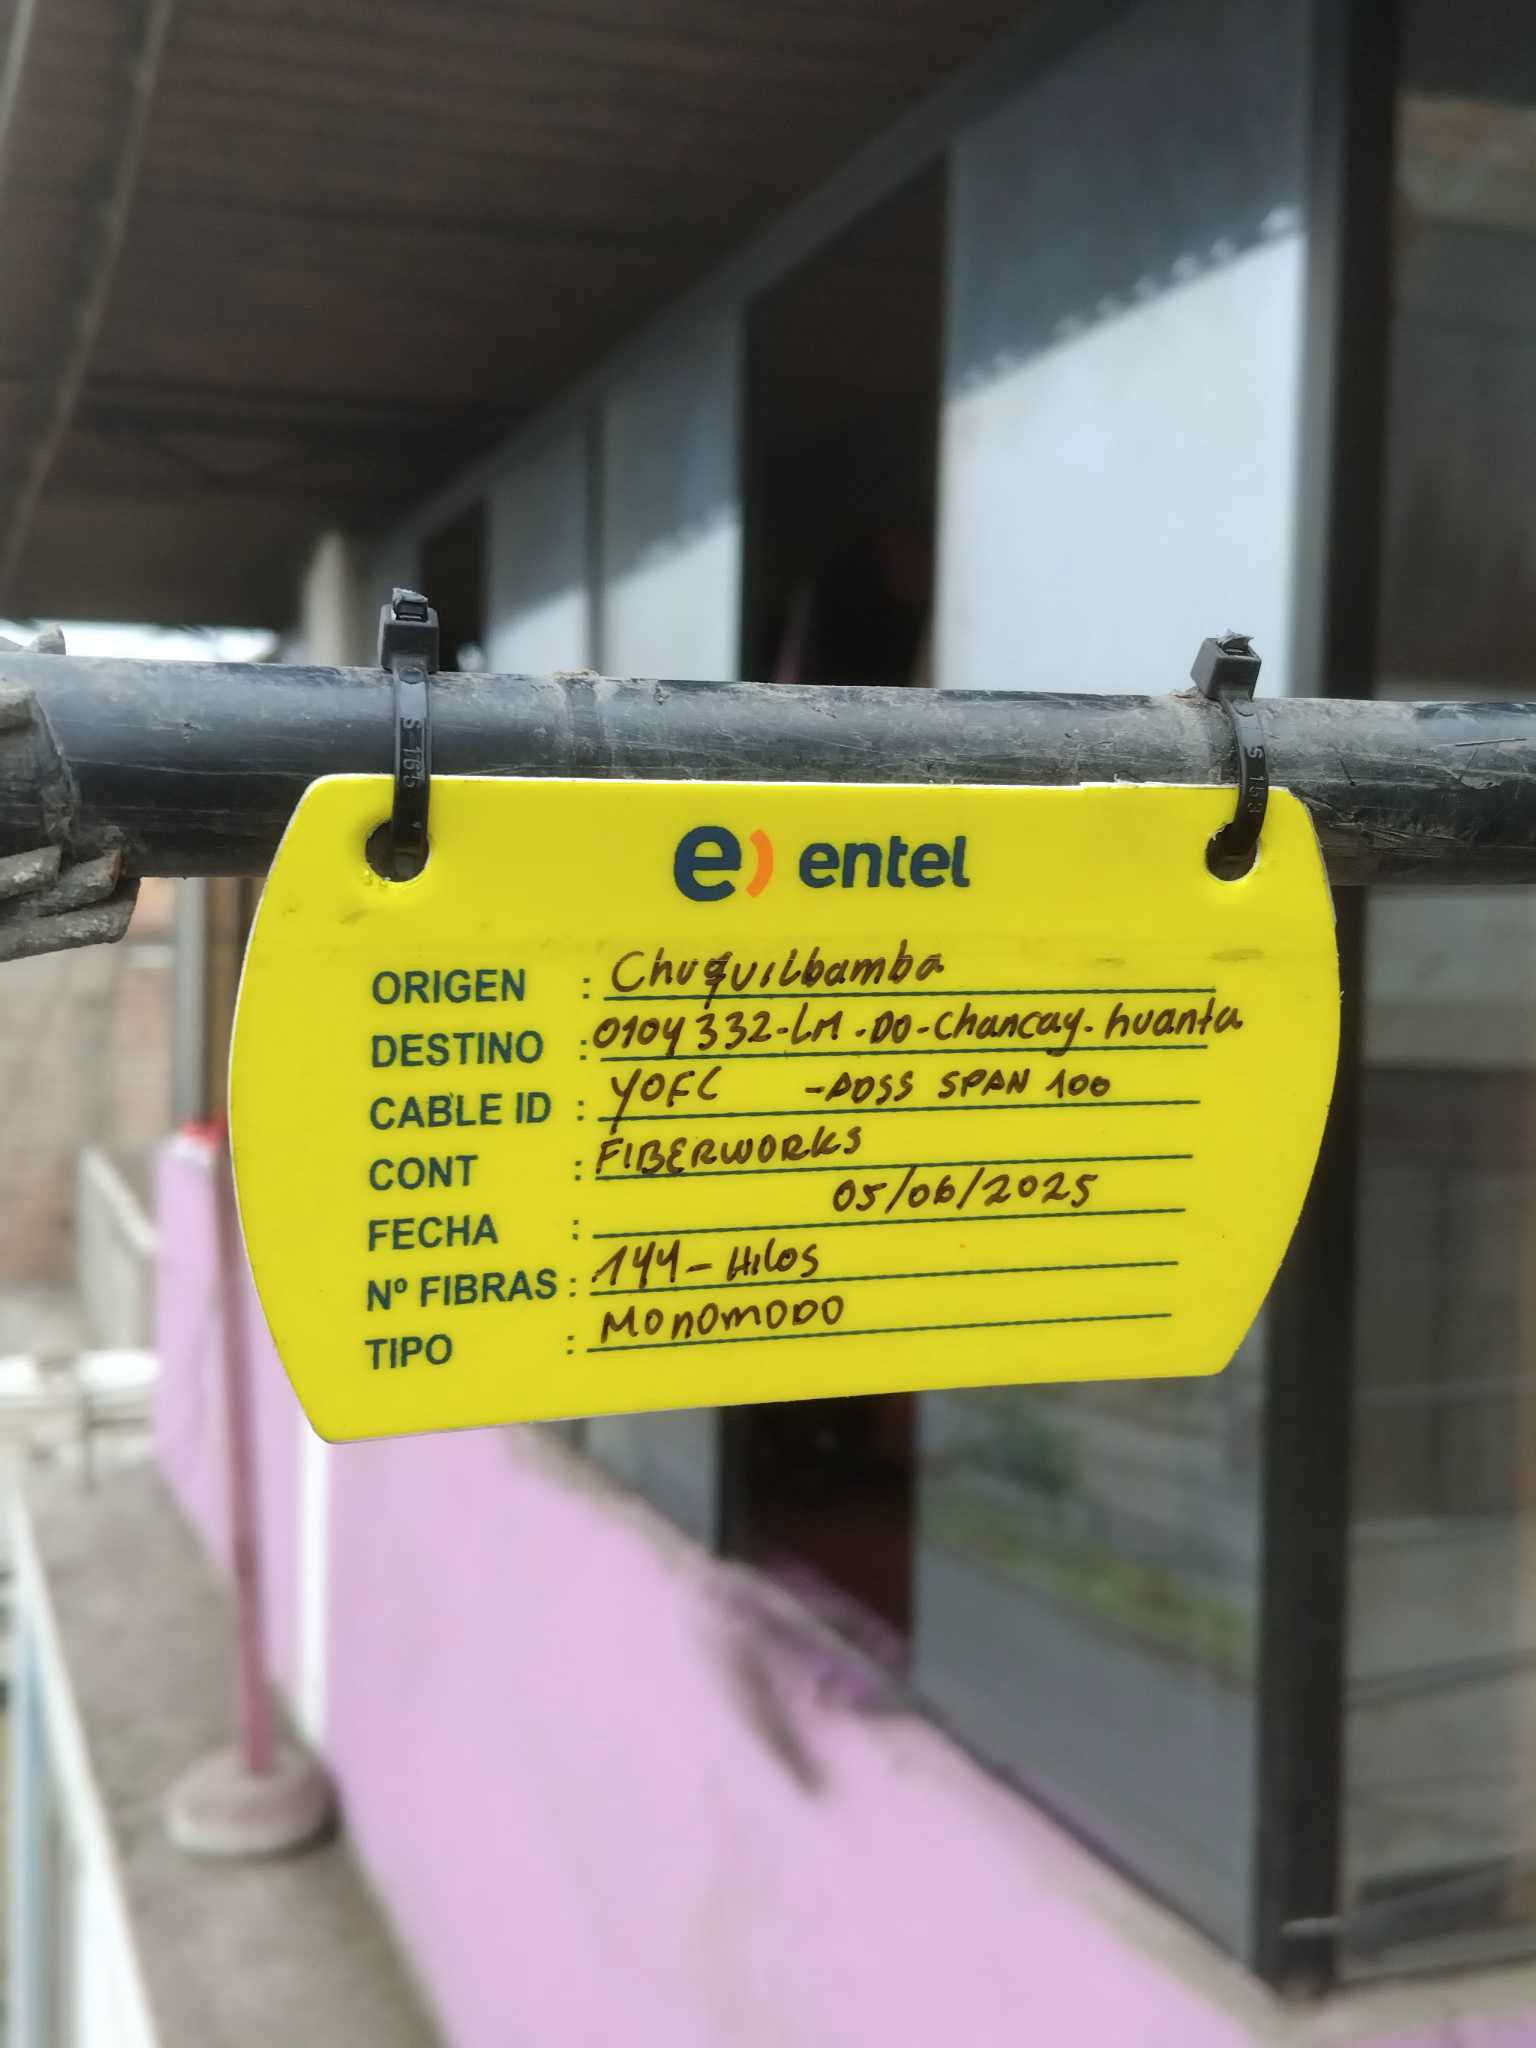 e) entel
ORIGEN : Chuquilbamba
DESTINO : 0104332-LM-DO-Chancay-huanta
CABLE ID : YOFC -ADSS SPAN 100
CONT : FIBERWORKS
FECHA : 05/06/2025
Nº FIBRAS : 144-Hilos
TIPO : MONOMODO